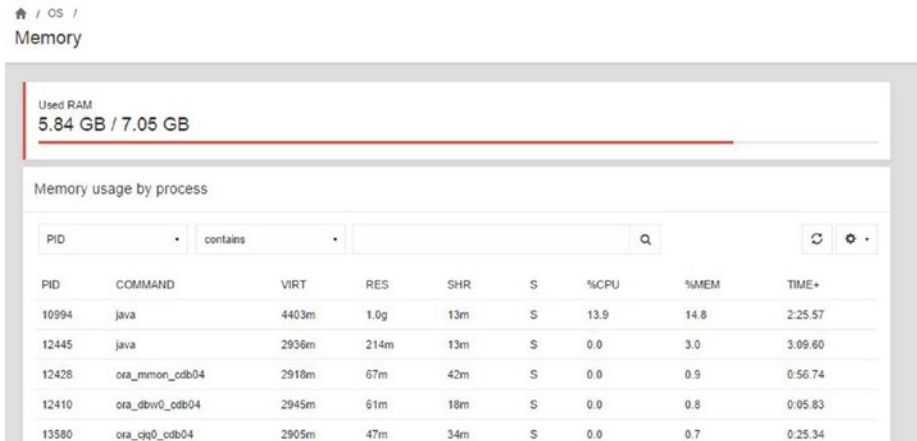 / OS /
Memory
Used RAM
5.84 GB / 7.05 GB
Memory usage by process
PID contains
PID COMMAND VIRT RES SHR S %CPU %MEM TIME+
10994 java 4403m 1.0g 13m S 13.9 14.8 2:25.57
12445 java 2936m 214m 13m S 0.0 3.0 3:09.60
12428 ora_mmon_cdb04 2918m 67m 42m S 0.0 0.9 0:56.74
12410 ora_dbw0_cdb04 2945m 61m 18m S 0.0 0.8 0:05.83
13580 ora_cjq0_cdb04 2905m 47m 34m S 0.0 0.7 0:25.34